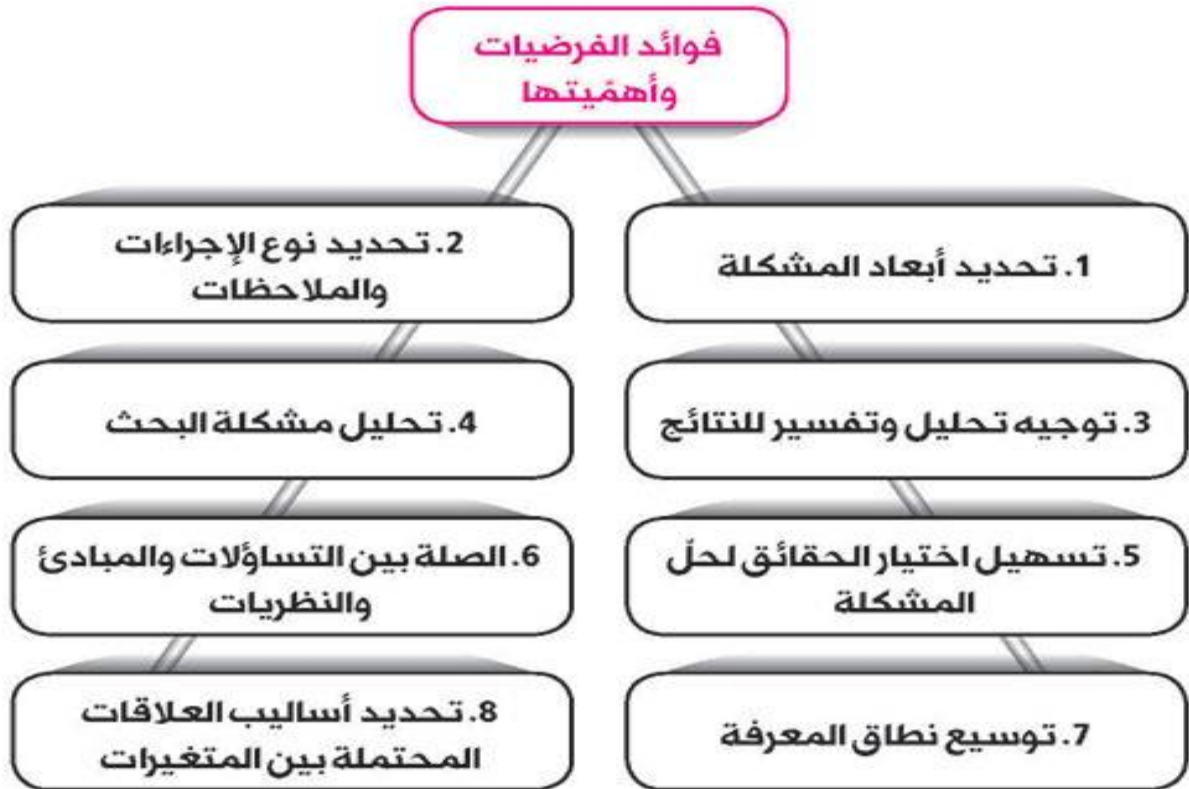 فوائد الفرضيات
وأهمّيتها
1. تحديد أبعاد المشكلة
2. تحديد نوع الإجراءات
والملاحظات
3. توجيه تحليل وتفسير للنتائج
4. تحليل مشكلة البحث
5. تسهيل اختيار الحقائق لحلّ
المشكلة
6. الصلة بين التساؤلات والمبادئ
والنظريات
7. توسيع نطاق المعرفة
8. تحديد أساليب العلاقات
المحتملة بين المتغيرات